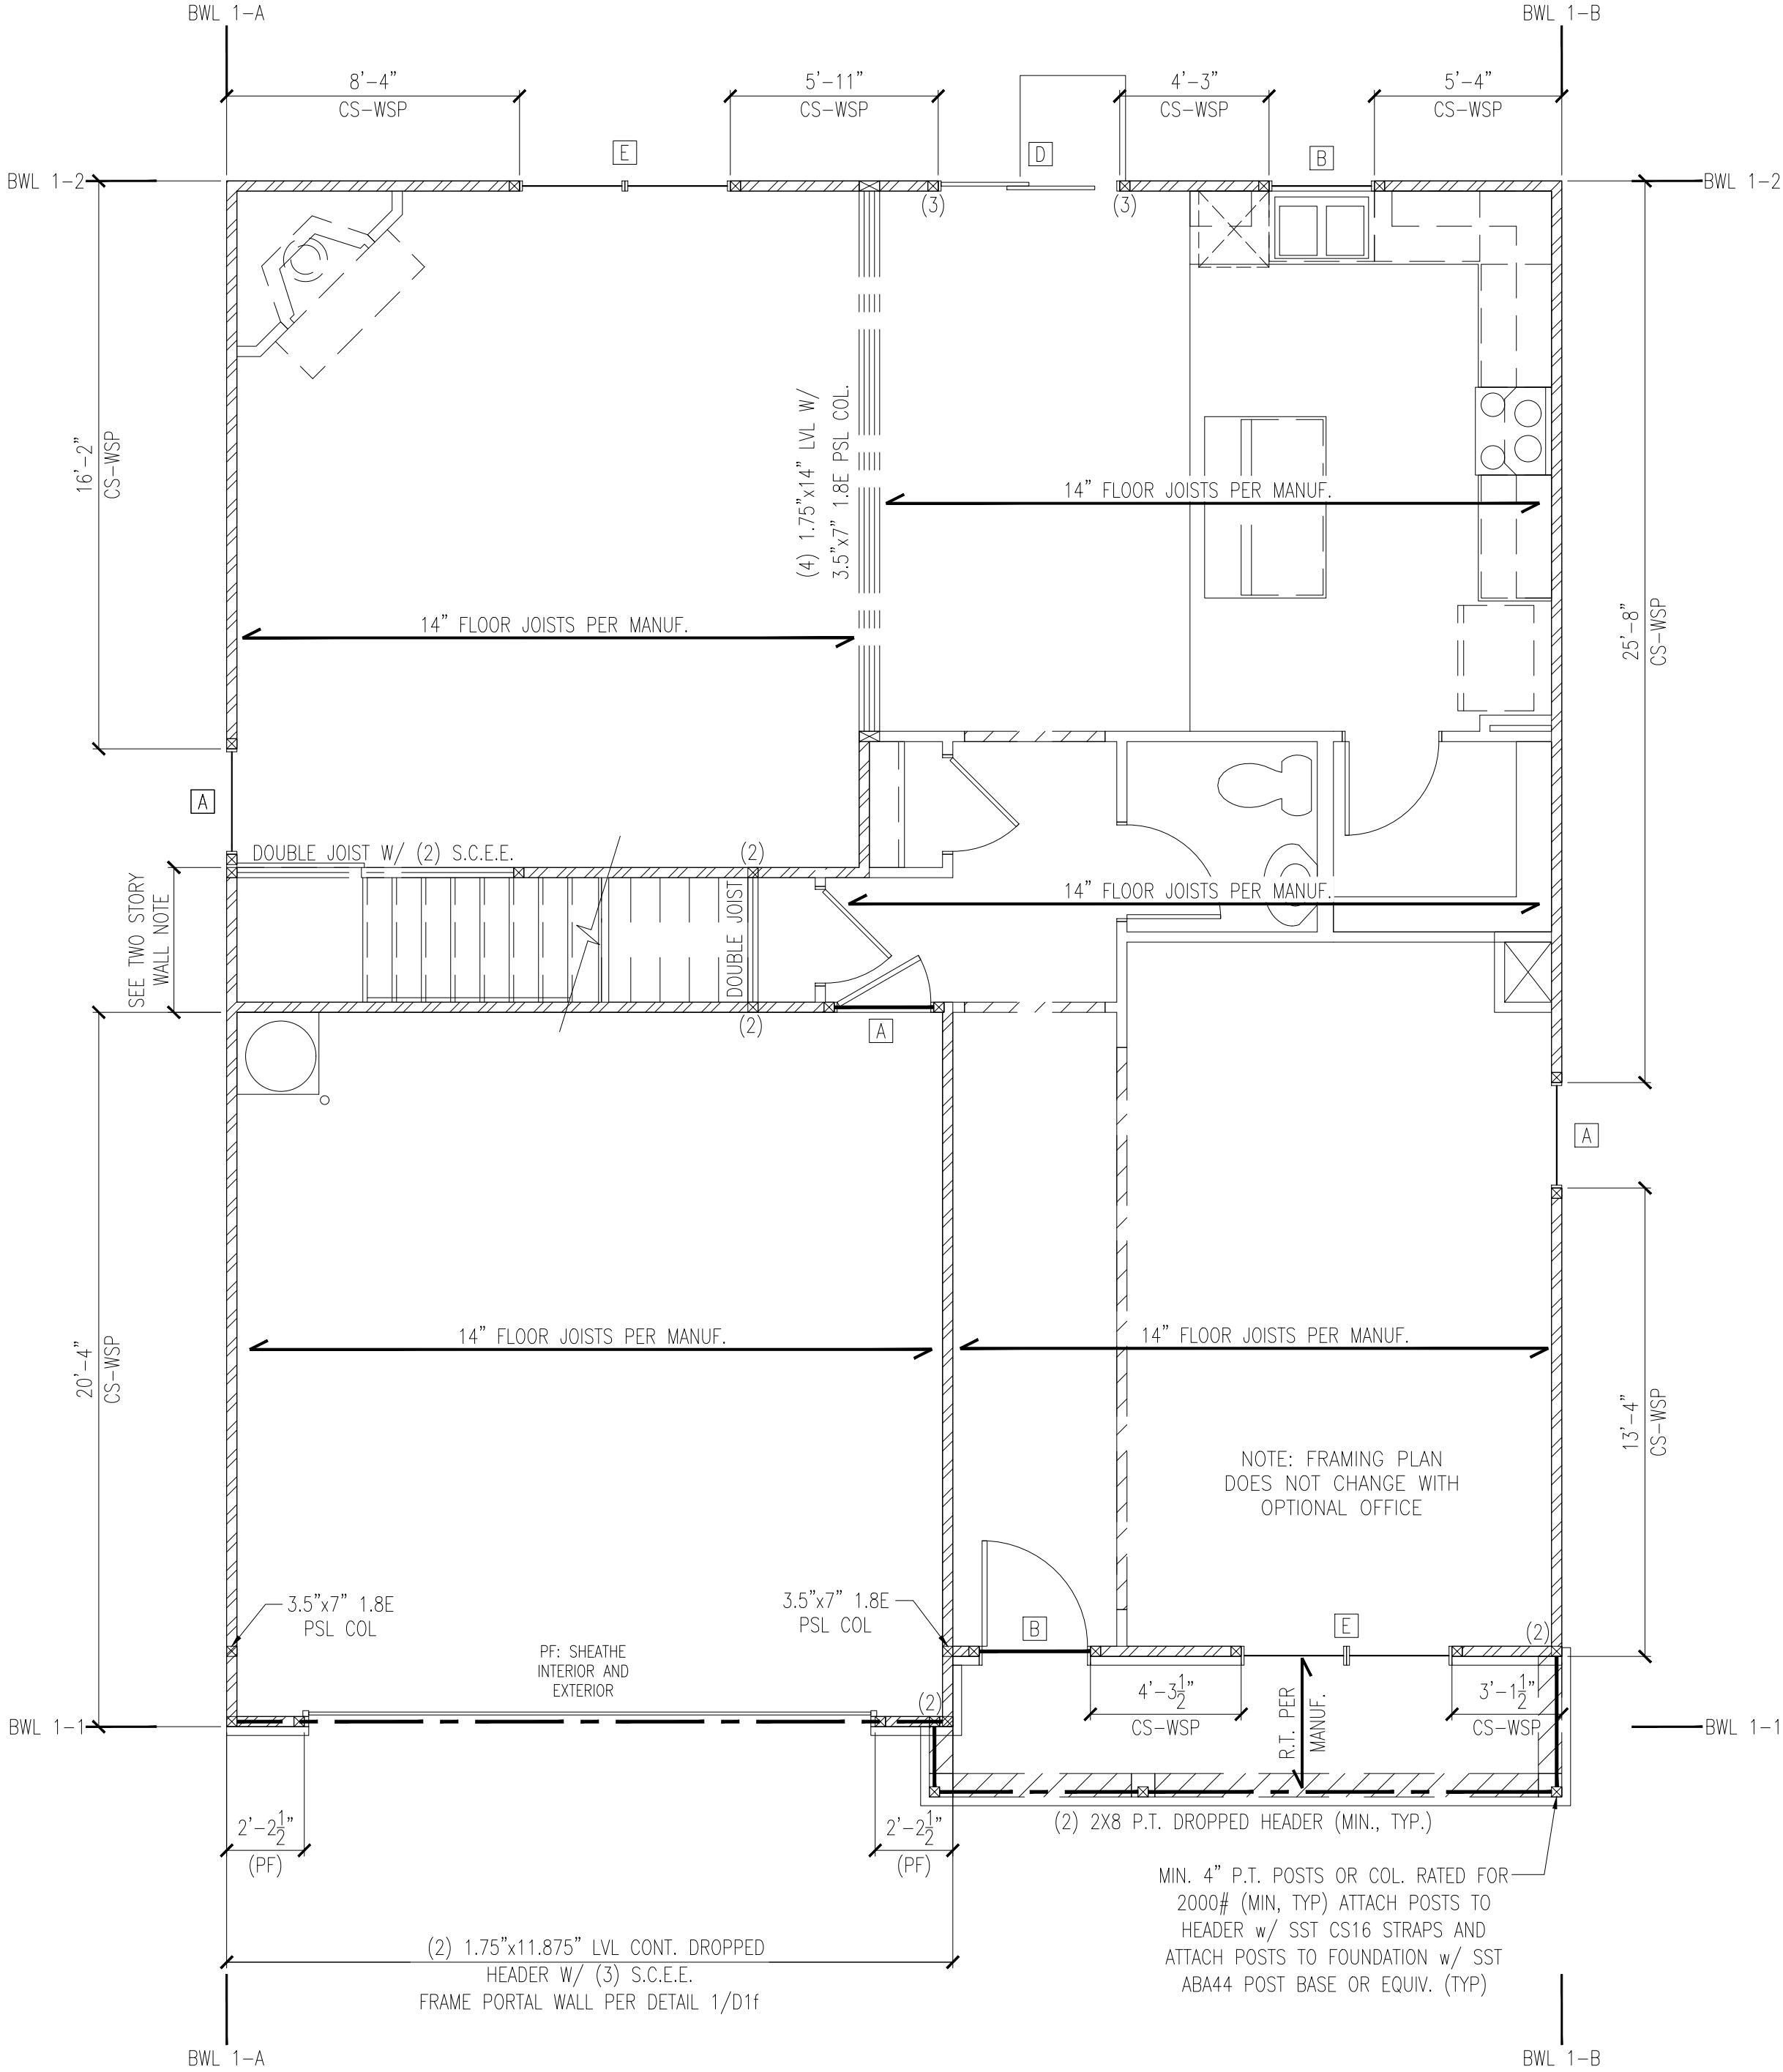 BWL 1-A
BWL 1-B
8'-4"
CS-WSP
5'-11"
CS-WSP
4'-3"
CS-WSP
5'-4"
CS-WSP
E
D
B
BWL 1-2
BWL 1-2
(3)
(3)
16'-2"
CS-WSP
(4) 1.75"x14" LVL W/
3.5"x7" 1.8E PSL COL.
14" FLOOR JOISTS PER MANUF.
14" FLOOR JOISTS PER MANUF.
25'-8"
CS-WSP
A
DOUBLE JOIST W/ (2) S.C.E.E.
(2)
SEE TWO STORY
WALL NOTE
DOUBLE JOIST
14" FLOOR JOISTS PER MANUF.
(2)
A
A
20'-4"
CS-WSP
14" FLOOR JOISTS PER MANUF.
14" FLOOR JOISTS PER MANUF.
13'-4"
CS-WSP
NOTE: FRAMING PLAN
DOES NOT CHANGE WITH
OPTIONAL OFFICE
3.5"x7" 1.8E
PSL COL
3.5"x7" 1.8E
PSL COL
PF: SHEATHE
INTERIOR AND
EXTERIOR
B
E
(2)
(2)
4'-3 1/2"
CS-WSP
R.T. PER
MANUF.
3'-1 1/2"
CS-WSP
BWL 1-1
BWL 1-1
2'-2 1/2"
(PF)
2'-2 1/2"
(PF)
(2) 2X8 P.T. DROPPED HEADER (MIN., TYP.)
MIN. 4" P.T. POSTS OR COL. RATED FOR
2000# (MIN, TYP) ATTACH POSTS TO
HEADER w/ SST CS16 STRAPS AND
ATTACH POSTS TO FOUNDATION w/ SST
ABA44 POST BASE OR EQUIV. (TYP)
(2) 1.75"x11.875" LVL CONT. DROPPED
HEADER W/ (3) S.C.E.E.
FRAME PORTAL WALL PER DETAIL 1/D1f
BWL 1-A
BWL 1-B